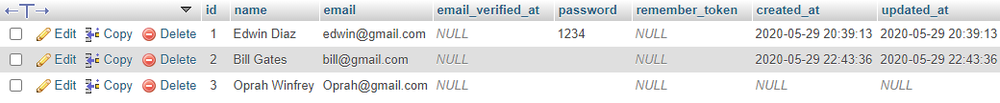 id name email email_verified_at password remember_token created_at updated_at
Edit Copy Delete 1 Edwin Diaz edwin@gmail.com NULL 1234 NULL 2020-05-29 20:39:13 2020-05-29 20:39:13
Edit Copy Delete 2 Bill Gates bill@gmail.com NULL NULL 2020-05-29 22:43:36 2020-05-29 22:43:36
Edit Copy Delete 3 Oprah Winfrey Oprah@gmail.com NULL NULL NULL NULL